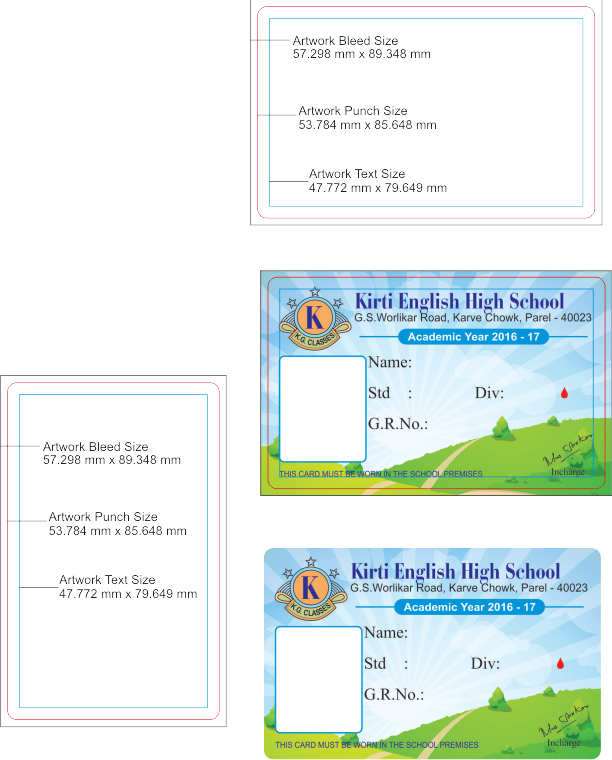 Artwork Bleed Size
57.298 mm x 89.348 mm
Artwork Punch Size
53.784 mm x 85.648 mm
Artwork Text Size
47.772 mm x 79.649 mm
K
K.G. CLASSES
Kirti English High School
G.S.Worlikar Road, Karve Chowk, Parel - 40023
Academic Year 2016 - 17
Name:
Std : Div:
G.R.No.:
Incharge
THIS CARD MUST BE WORN IN THE SCHOOL PREMISES
Artwork Bleed Size
57.298 mm x 89.348 mm
Artwork Punch Size
53.784 mm x 85.648 mm
Artwork Text Size
47.772 mm x 79.649 mm
K
K.G. CLASSES
Kirti English High School
G.S.Worlikar Road, Karve Chowk, Parel - 40023
Academic Year 2016 - 17
Name:
Std : Div:
G.R.No.:
Incharge
THIS CARD MUST BE WORN IN THE SCHOOL PREMISES